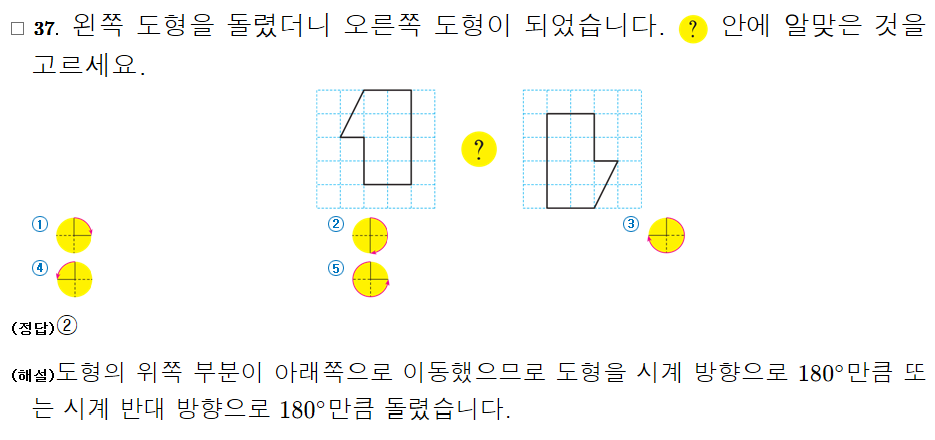 □ 37. 왼쪽 도형을 돌렸더니 오른쪽 도형이 되었습니다. ? 안에 알맞은 것을
고르세요.
?
① ② ③
④ ⑤
(정답)②
(해설)도형의 위쪽 부분이 아래쪽으로 이동했으므로 도형을 시계 방향으로 180°만큼 또
는 시계 반대 방향으로 180°만큼 돌렸습니다.